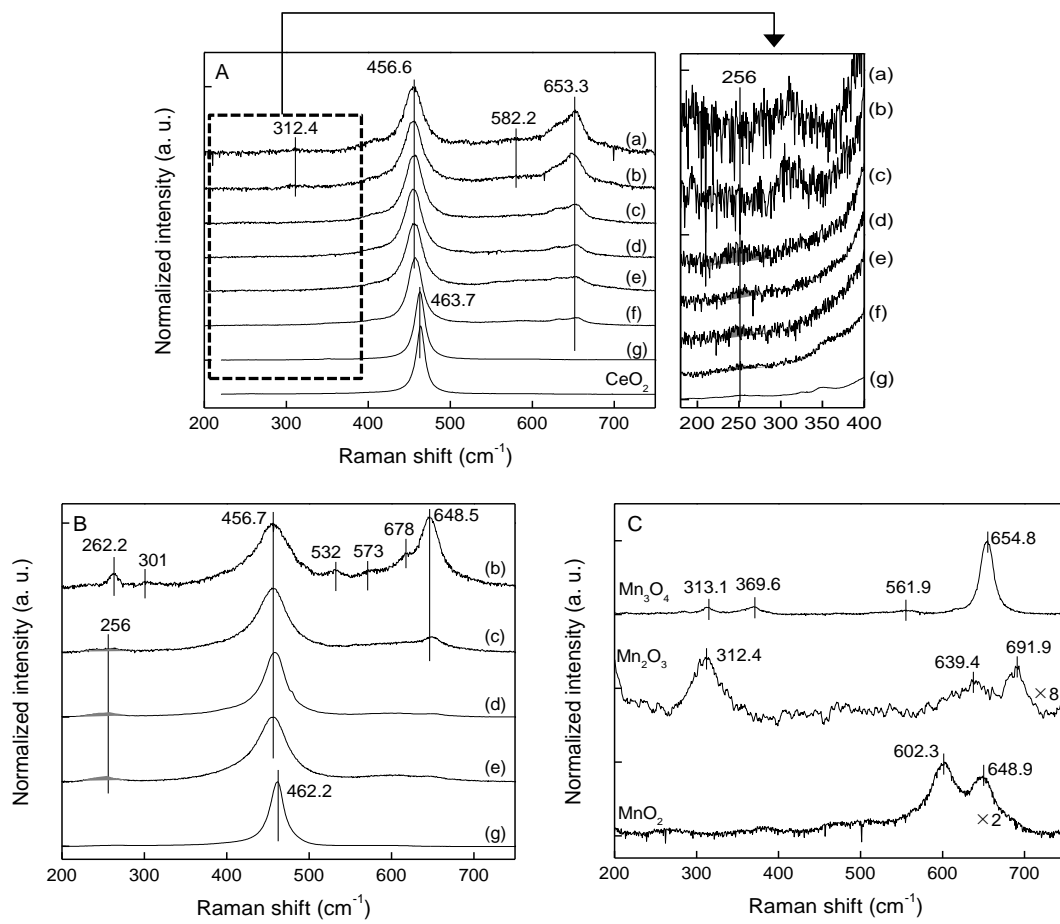 A
456.6
653.3
312.4
582.2
(a)
(b)
(c)
(d)
(e)
463.7
(f)
(g)
CeO2
200 300 400 500 600 700
Raman shift (cm-1)
Normalized intensity (a. u.)
256
(a)
(b)
(c)
(d)
(e)
(f)
(g)
200 250 300 350 400
B
456.7
648.5
678
262.2
532
573
301
(b)
256
(c)
(d)
(e)
462.2
(g)
200 300 400 500 600 700
Raman shift (cm-1)
Normalized intensity (a. u.)
C
654.8
Mn3O4
313.1
369.6
561.9
Mn2O3
312.4
639.4
691.9
×8
602.3
648.9
MnO2
×2
200 300 400 500 600 700
Raman shift (cm-1)
Normalized intensity (a. u.)